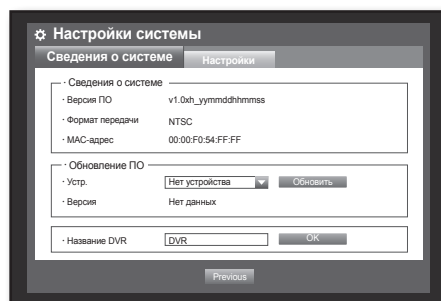 Настройки системы
Сведения о системе Настройки
· Сведения о системе
· Версия ПО v1.0xh_yymmddhhmmss
· Формат передачи NTSC
· MAC-адрес 00:00:F0:54:FF:FF
· Обновление ПО
· Устр. Нет устройства Обновить
· Версия Нет данных
· Название DVR DVR OK
Previous